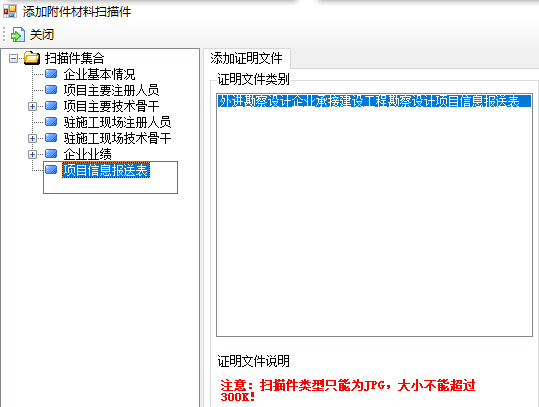 添加附件材料扫描件
关闭
扫描件集合
企业基本情况
项目主要注册人员
项目主要技术骨干
驻施工现场注册人员
驻施工现场技术骨干
企业业绩
项目信息报送表
添加证明文件
证明文件类别
外进勘察设计企业承接建设工程勘察设计项目信息报送表
证明文件说明
注意：扫描件类型只能为JPG，大小不能超过
300K!